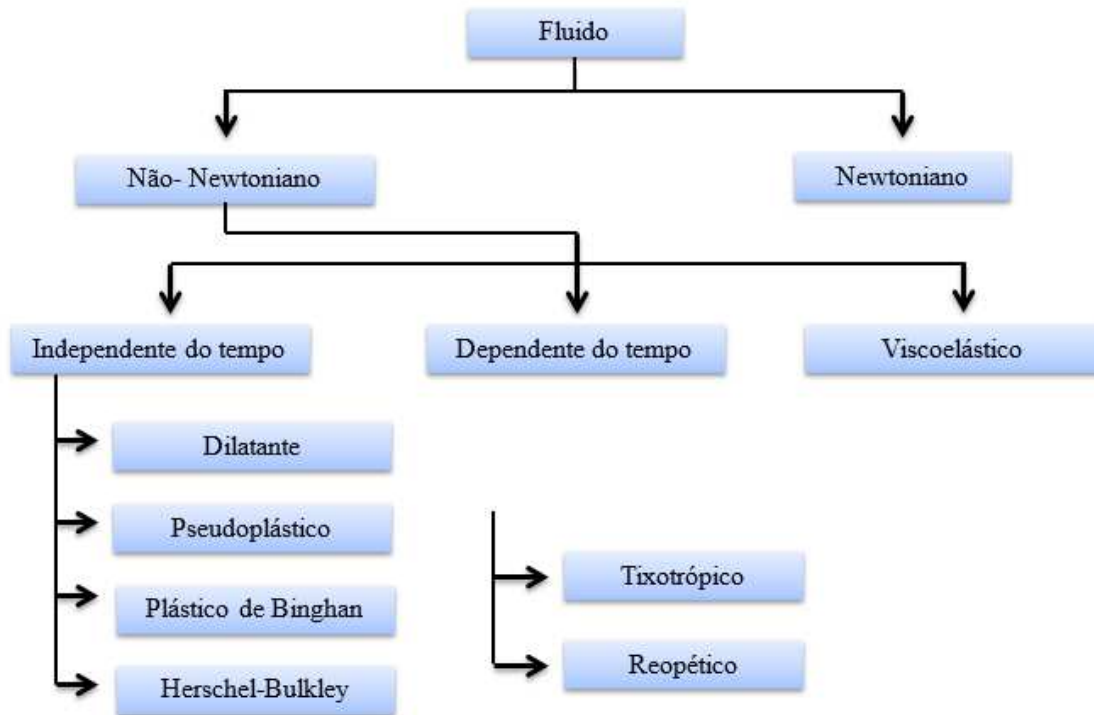 Fluido
Não- Newtoniano
Newtoniano
Independente do tempo
Dependente do tempo
Viscoelástico
Dilatante
Pseudoplástico
Plástico de Binghan
Herschel-Bulkley
Tixotrópico
Reopético